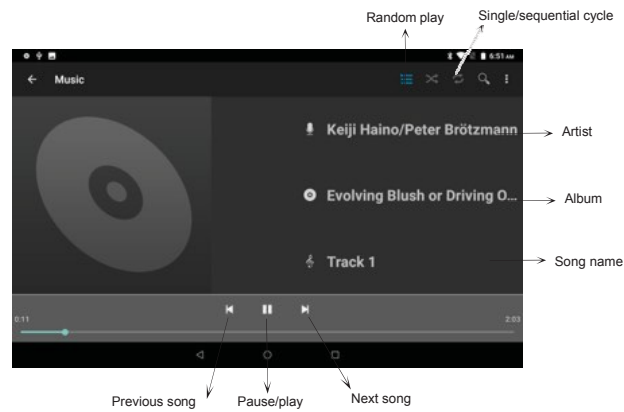 Random play
Single/sequential cycle
6:51 AM
Music
Keiji Haino/Peter Brötzmann
Artist
Evolving Blush or Driving O...
Album
Track 1
Song name
0:11
2:03
Previous song
Pause/play
Next song